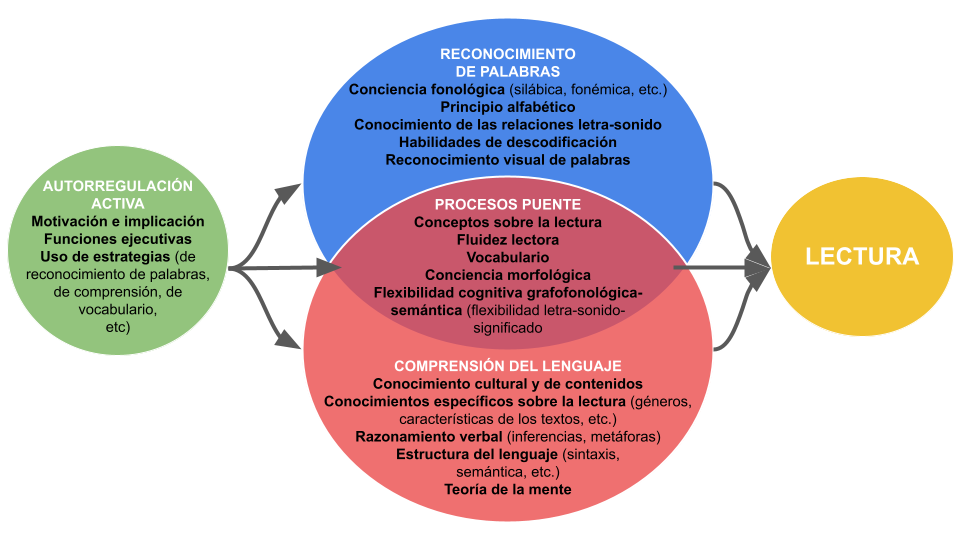 AUTORREGULACIÓN
ACTIVA
Motivación e implicación
Funciones ejecutivas
Uso de estrategias (de
reconocimiento de palabras,
de comprensión, de
vocabulario,
etc)
RECONOCIMIENTO
DE PALABRAS
Conciencia fonológica (silábica, fonémica, etc.)
Principio alfabético
Conocimiento de las relaciones letra-sonido
Habilidades de descodificación
Reconocimiento visual de palabras
PROCESOS PUENTE
Conceptos sobre la lectura
Fluidez lectora
Vocabulario
Conciencia morfológica
Flexibilidad cognitiva grafofonológica-
semántica (flexibilidad letra-sonido-
significado
COMPRENSIÓN DEL LENGUAJE
Conocimiento cultural y de contenidos
Conocimientos específicos sobre la lectura (géneros,
características de los textos, etc.)
Razonamiento verbal (inferencias, metáforas)
Estructura del lenguaje (sintaxis,
semántica, etc.)
Teoría de la mente
LECTURA